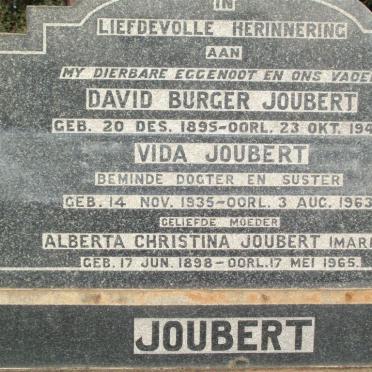 IN
LIEFDEVOLLE HERINNERING
AAN
MY DIERBARE EGGENOOT EN ONS VADE
DAVID BURGER JOUBERT
GEB. 20 DES. 1895-OORL. 23 OKT. 194
VIDA JOUBERT
BEMINDE DOGTER EN SUSTER
GEB. 14 NOV. 1935-OORL. 3 AUG. 1963
GELIEFDE MOEDER
ALBERTA CHRISTINA JOUBERT (MAR
GEB. 17 JUN. 1898-OORL. 17 MEI 1965.
JOUBERT